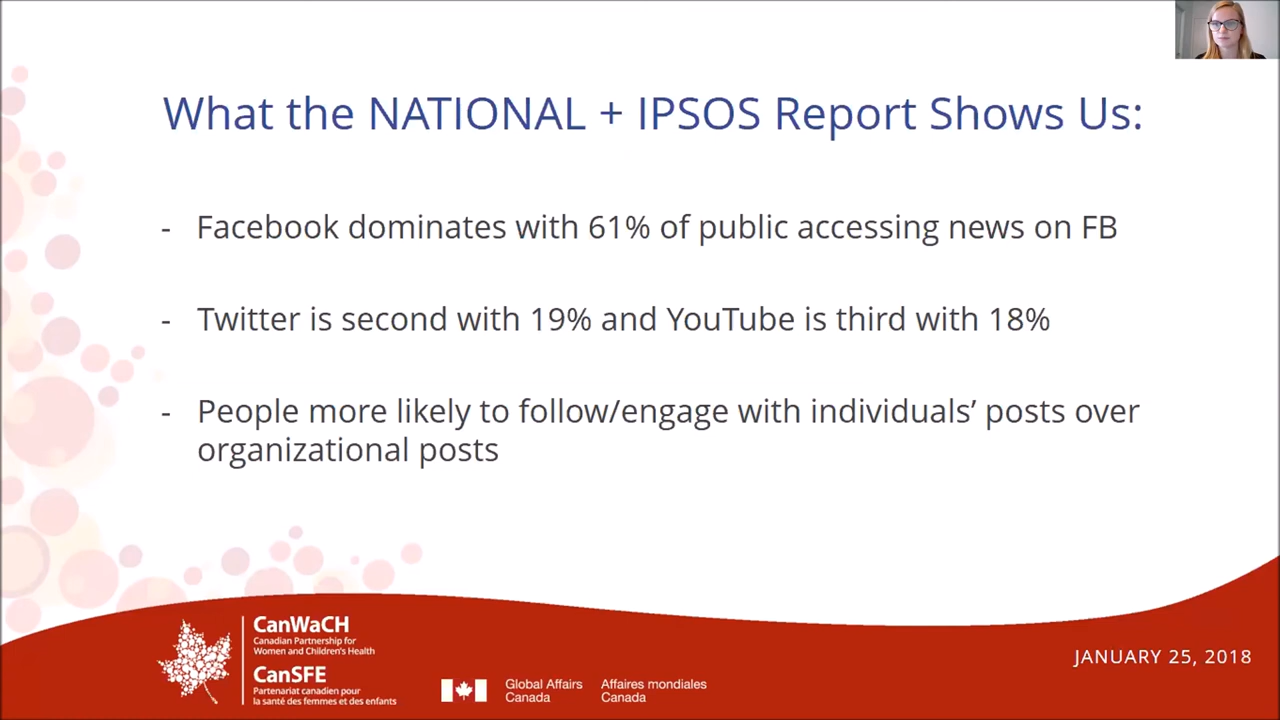 What the NATIONAL + IPSOS Report Shows Us:
- Facebook dominates with 61% of public accessing news on FB
- Twitter is second with 19% and YouTube is third with 18%
- People more likely to follow/engage with individuals’ posts over
organizational posts
CanWaCH
Canadian Partnership for
Women and Children's Health
CanSFE
Partenariat canadien pour
la santé des femmes et des enfants
Global Affairs
Canada
Affaires mondiales
Canada
JANUARY 25, 2018